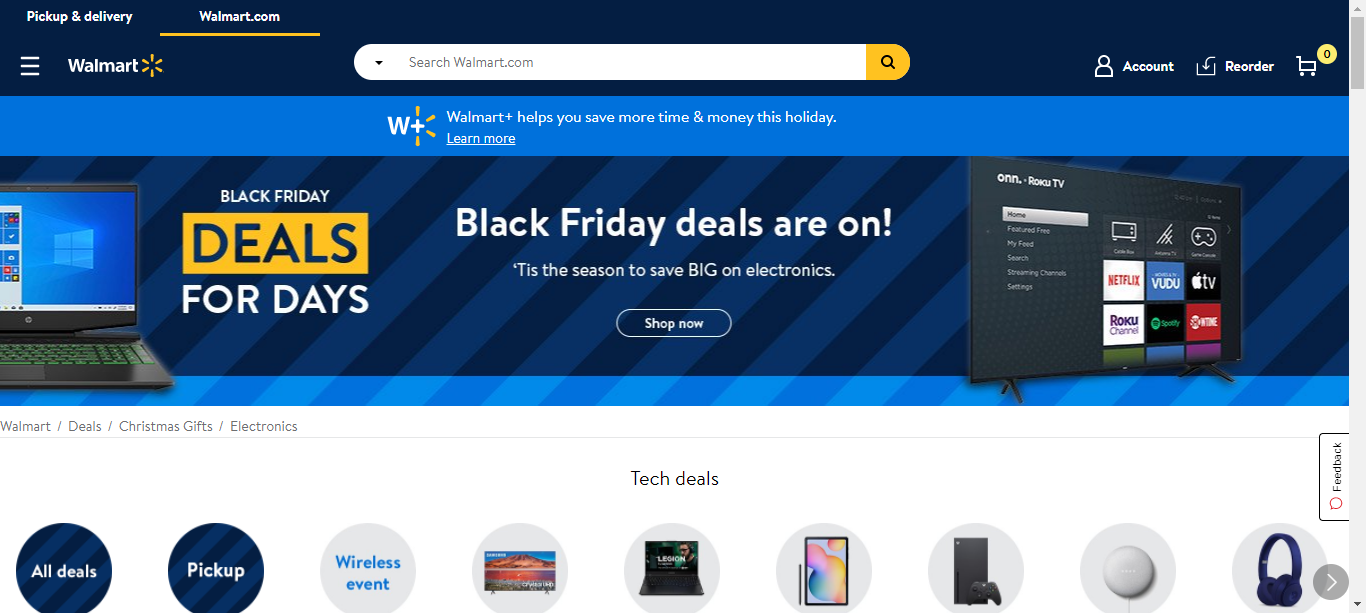 Pickup & delivery
Walmart.com
Walmart
Search Walmart.com
Account
Reorder
0
W+
Walmart+ helps you save more time & money this holiday.
Learn more
BLACK FRIDAY
DEALS
FOR DAYS
Black Friday deals are on!
‘Tis the season to save BIG on electronics.
Shop now
onn. • Roku TV
Home
Featured Free
My Feed
Search
Streaming Channels
Settings
NETFLIX
VUDU
tv
Roku
Channel
Spotify
SHOWTIME
hp
Walmart / Deals / Christmas Gifts / Electronics
Feedback
Tech deals
All deals
Pickup
Wireless
event
SAMSUNG
LEGION